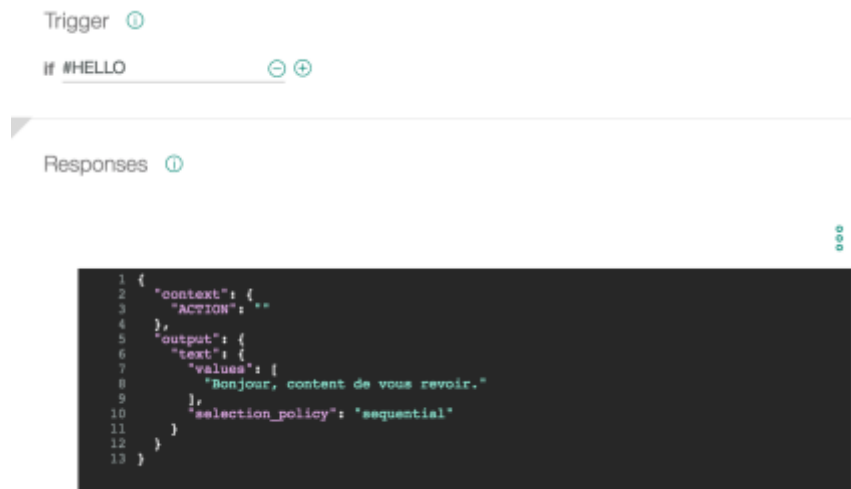 Trigger
if #HELLO
Responses
1 {
2 "context": {
3 "ACTION": ""
4 },
5 "output": {
6 "text": {
7 "values": [
8 "Bonjour, content de vous revoir."
9 ],
10 "selection_policy": "sequential"
11 }
12 }
13 }